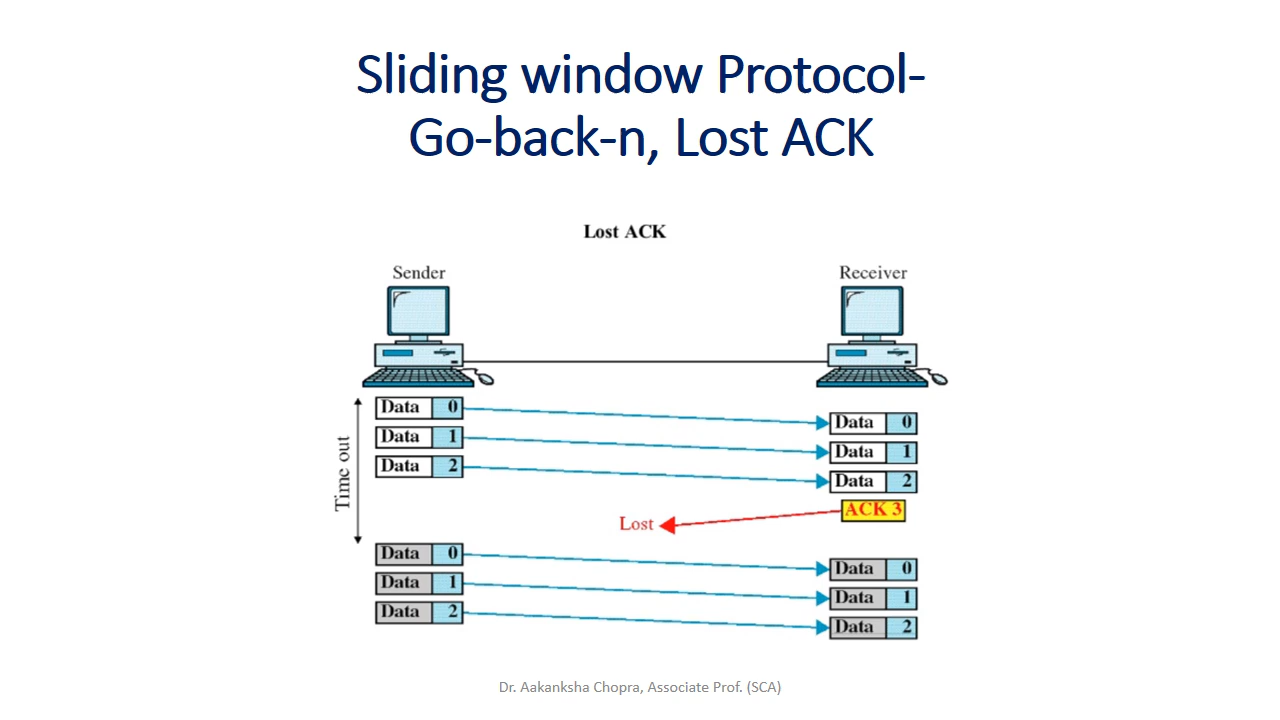 Sliding window Protocol-
Go-back-n, Lost ACK
Lost ACK
Sender
Receiver
Time out
Data 0
Data 0
Data 1
Data 1
Data 2
Data 2
ACK 3
Lost
Data 0
Data 0
Data 1
Data 1
Data 2
Data 2
Dr. Aakanksha Chopra, Associate Prof. (SCA)